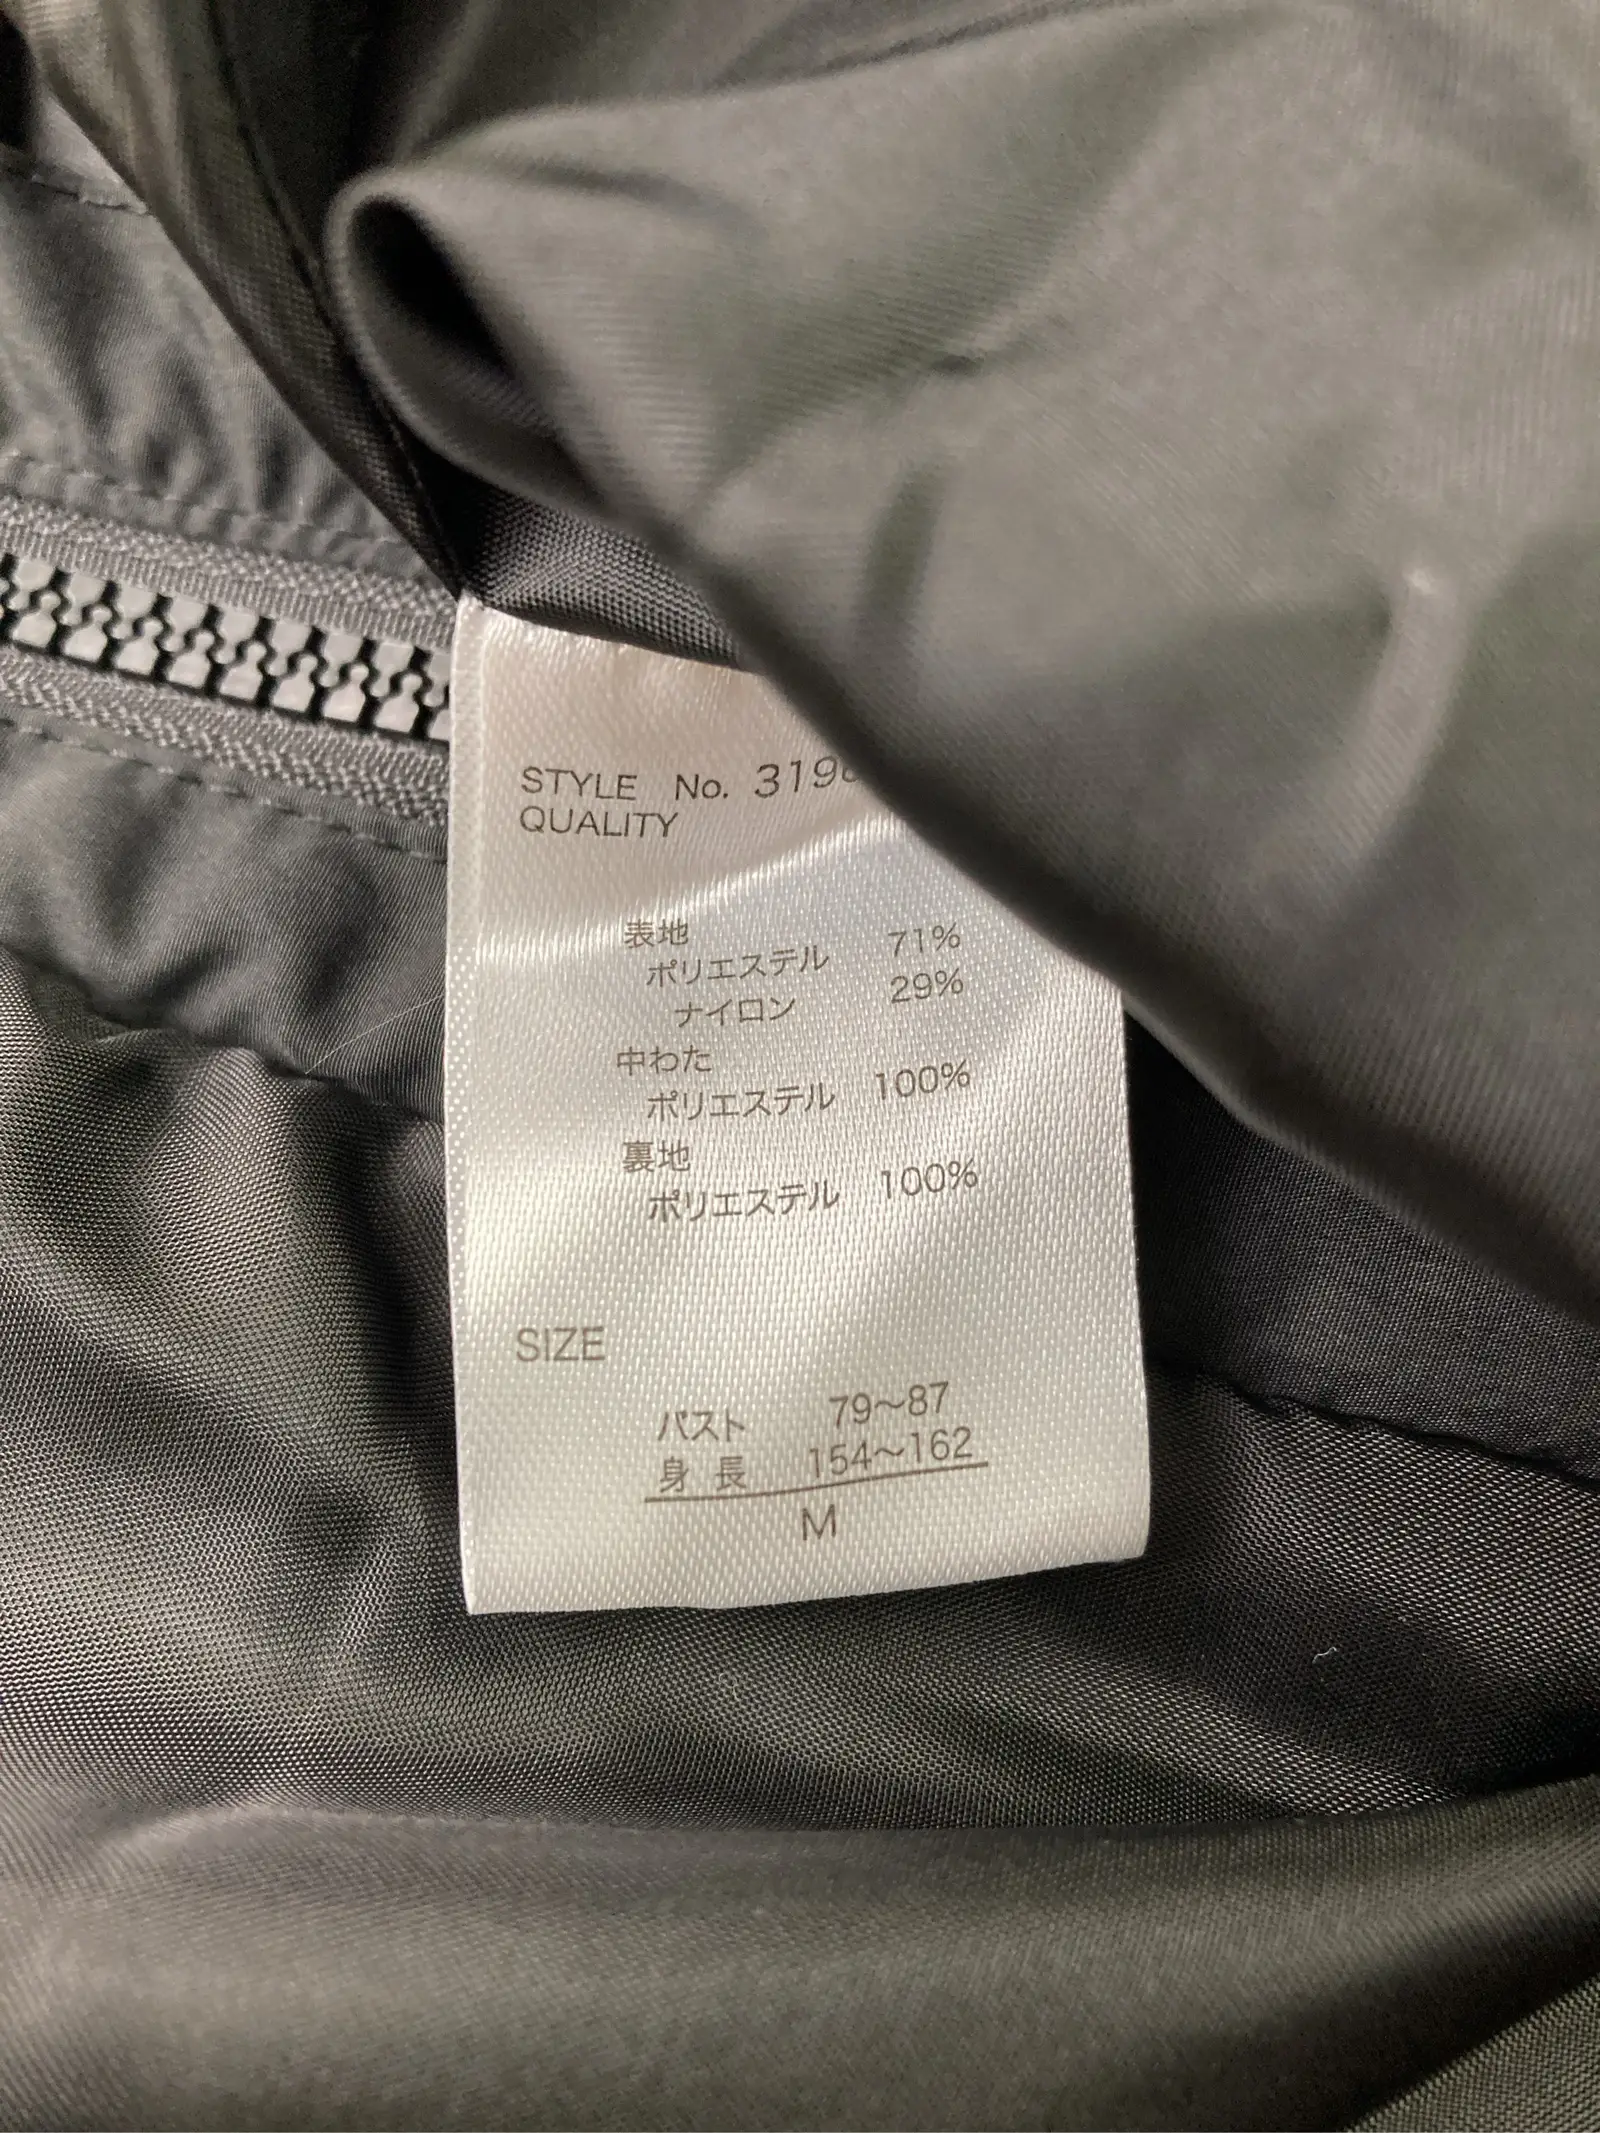 STYLE No. 319
QUALITY
表地
ポリエステル 71%
ナイロン 29%
中わた
ポリエステル 100%
裏地
ポリエステル 100%
SIZE
バスト 79〜87
身長 154〜162
M